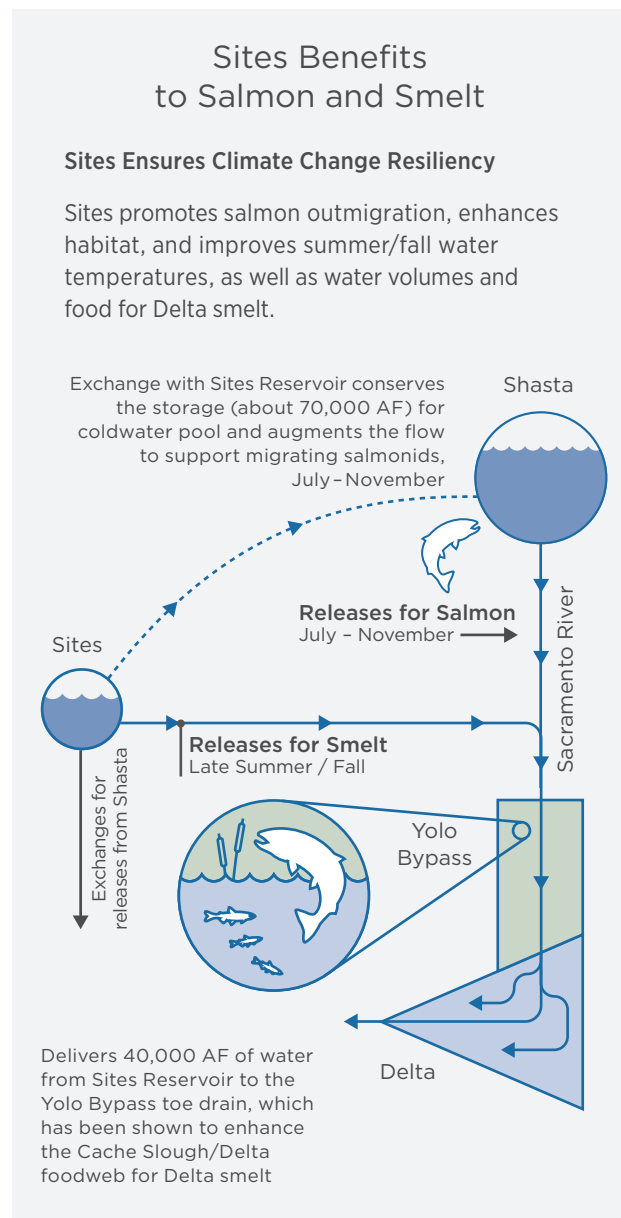 Sites Benefits
to Salmon and Smelt
Sites Ensures Climate Change Resiliency
Sites promotes salmon outmigration, enhances
habitat, and improves summer/fall water
temperatures, as well as water volumes and
food for Delta smelt.
Exchange with Sites Reservoir conserves
the storage (about 70,000 AF) for
coldwater pool and augments the flow
to support migrating salmonids,
July – November
Shasta
Releases for Salmon
July – November
Sacramento River
Sites
Releases for Smelt
Late Summer / Fall
Exchanges for
releases from Shasta
Yolo
Bypass
Delta
Delivers 40,000 AF of water
from Sites Reservoir to the
Yolo Bypass toe drain, which
has been shown to enhance
the Cache Slough/Delta
foodweb for Delta smelt